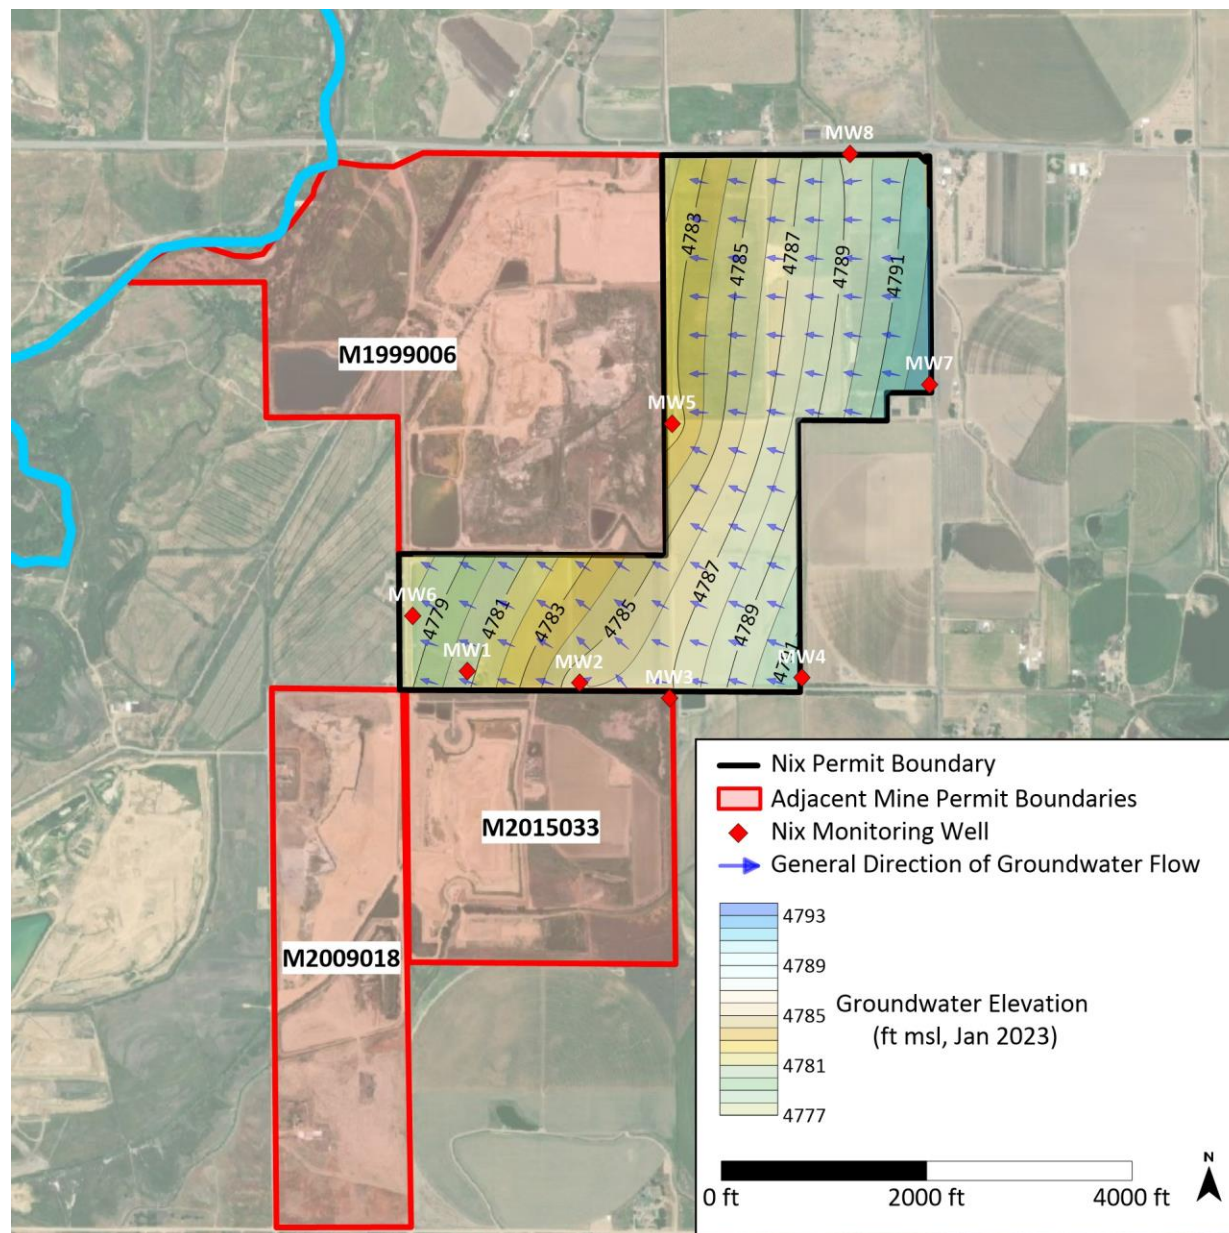 MW8
4783
4785
4787
4789
4791
M1999006
MW7
MW5
4787
MW6
4779
4781
4783
4785
4789
4791
MW1
MW2
MW3
MW4
M2015033
M2009018
Nix Permit Boundary
Adjacent Mine Permit Boundaries
Nix Monitoring Well
General Direction of Groundwater Flow
4793
4789
4785
4781
4777
Groundwater Elevation
(ft msl, Jan 2023)
N
0 ft
2000 ft
4000 ft